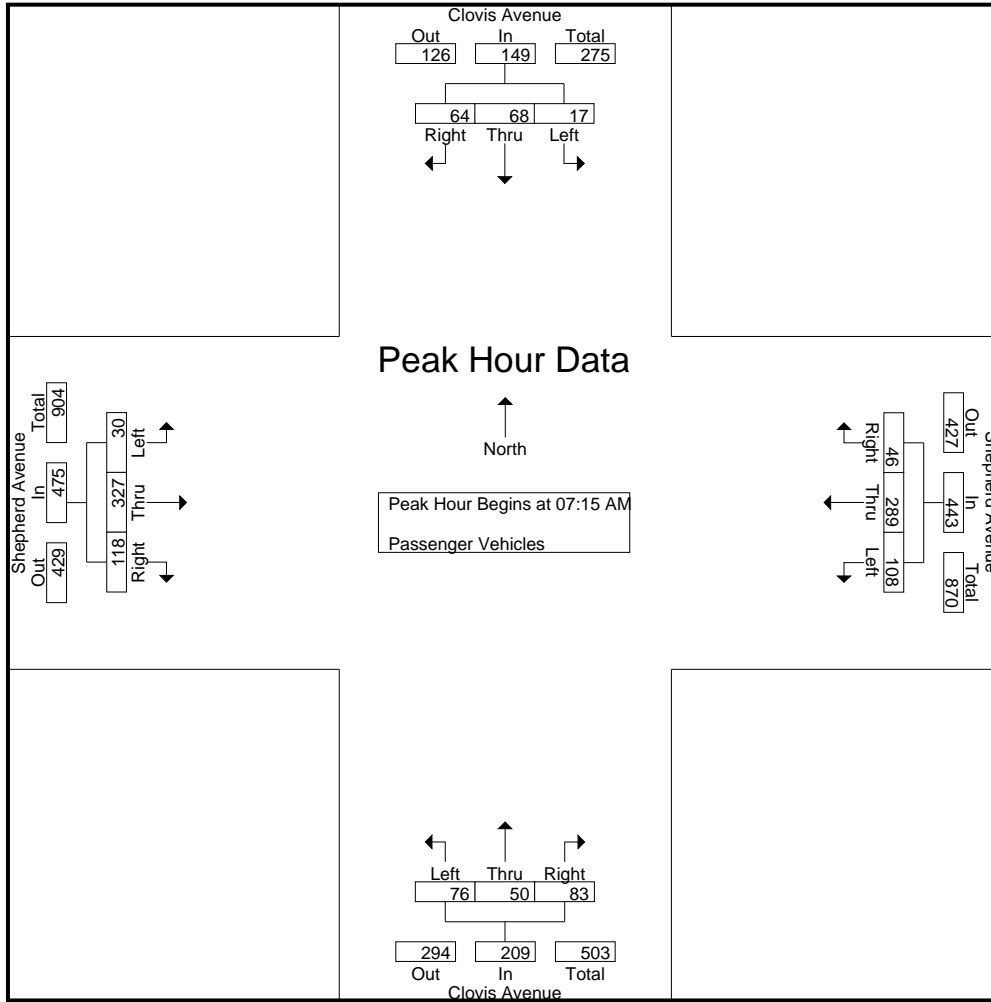 Clovis Avenue
Out In Total
126 149 275
64 68 17
Right Thru Left
Peak Hour Data
North
Peak Hour Begins at 07:15 AM
Passenger Vehicles
Shepherd Avenue
Total In Out
904 475 429
30 327 118
Left Thru Right
Shepherd Avenue
Out In Total
427 443 870
46 289 108
Right Thru Left
Left Thru Right
76 50 83
294 209 503
Out In Total
Clovis Avenue